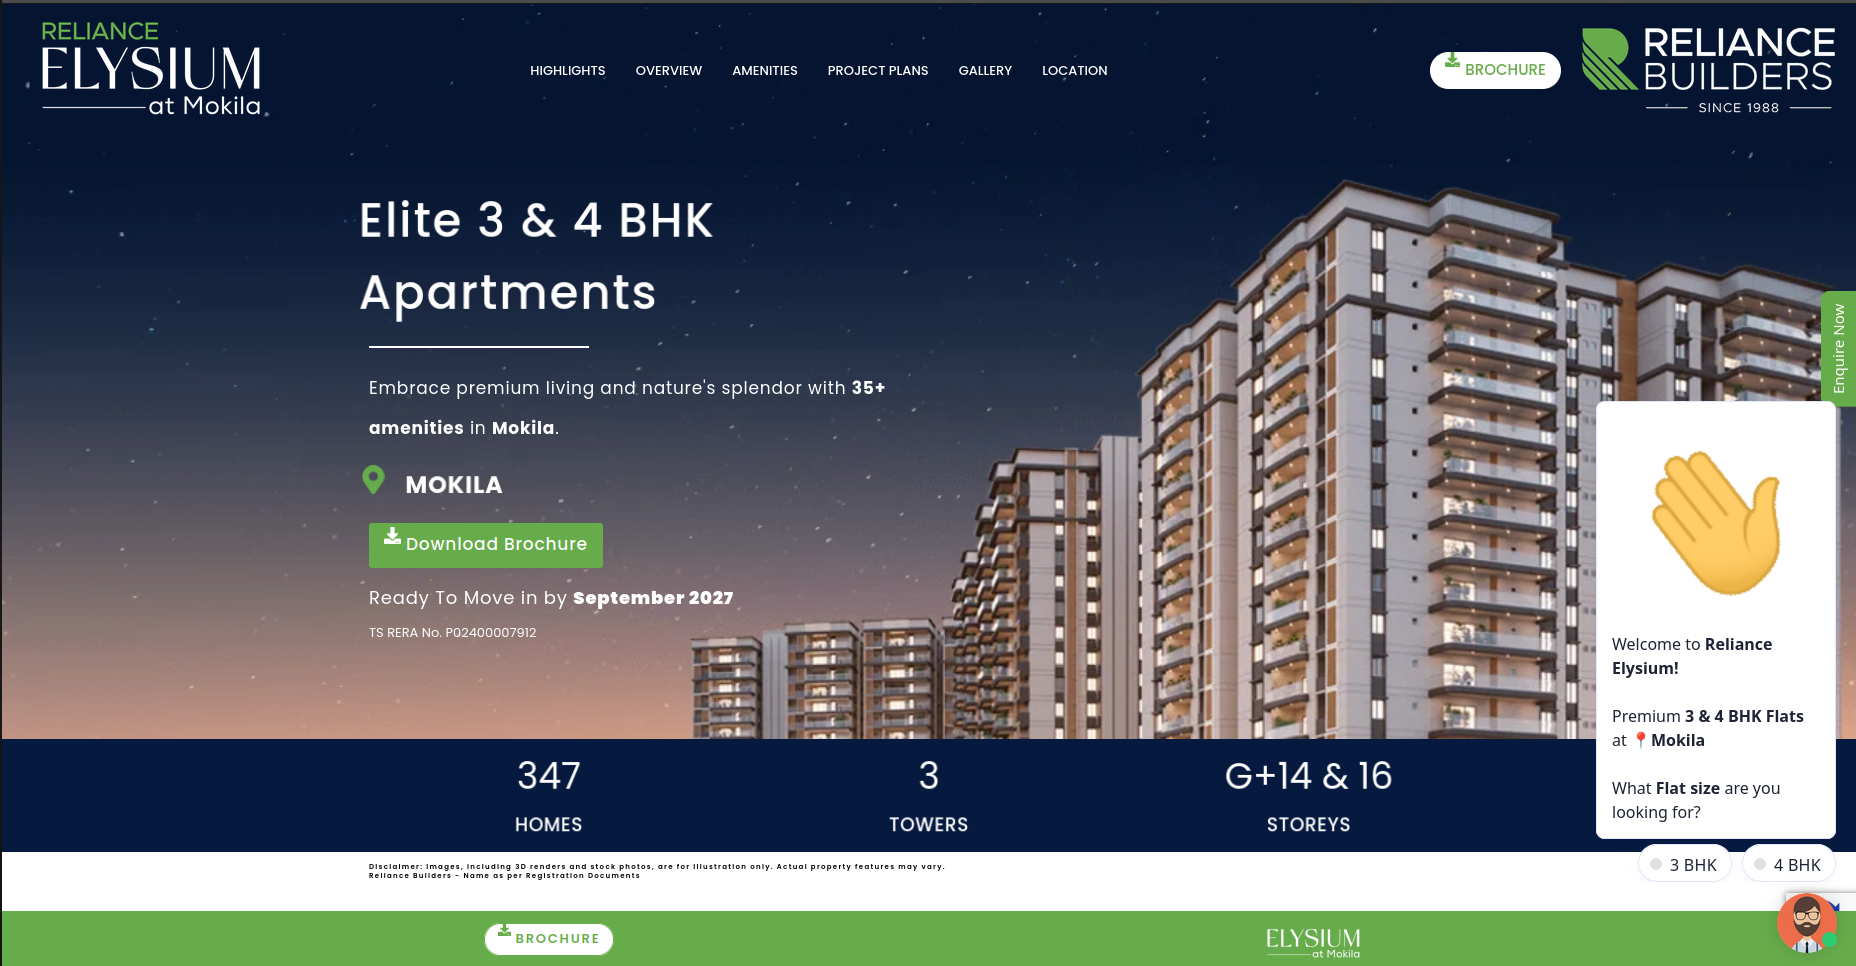 RELIANCE
ELYSIUM
at Mokila
HIGHLIGHTS OVERVIEW AMENITIES PROJECT PLANS GALLERY LOCATION
BROCHURE
RELIANCE
BUILDERS
SINCE 1988
Elite 3 & 4 BHK
Apartments
Embrace premium living and nature's splendor with 35+
amenities in Mokila.
MOKILA
Download Brochure
Ready To Move in by September 2027
TS RERA No. P02400007912
Enquire Now
Welcome to Reliance
Elysium!
Premium 3 & 4 BHK Flats
at 📍Mokila
What Flat size are you
looking for?
3 BHK
4 BHK
347
HOMES
3
TOWERS
G+14 & 16
STOREYS
Disclaimer: Images, including 3D renders and stock photos, are for illustration only. Actual property features may vary.
Reliance Builders - Name as per Registration Documents
BROCHURE
ELYSIUM
at Mokila